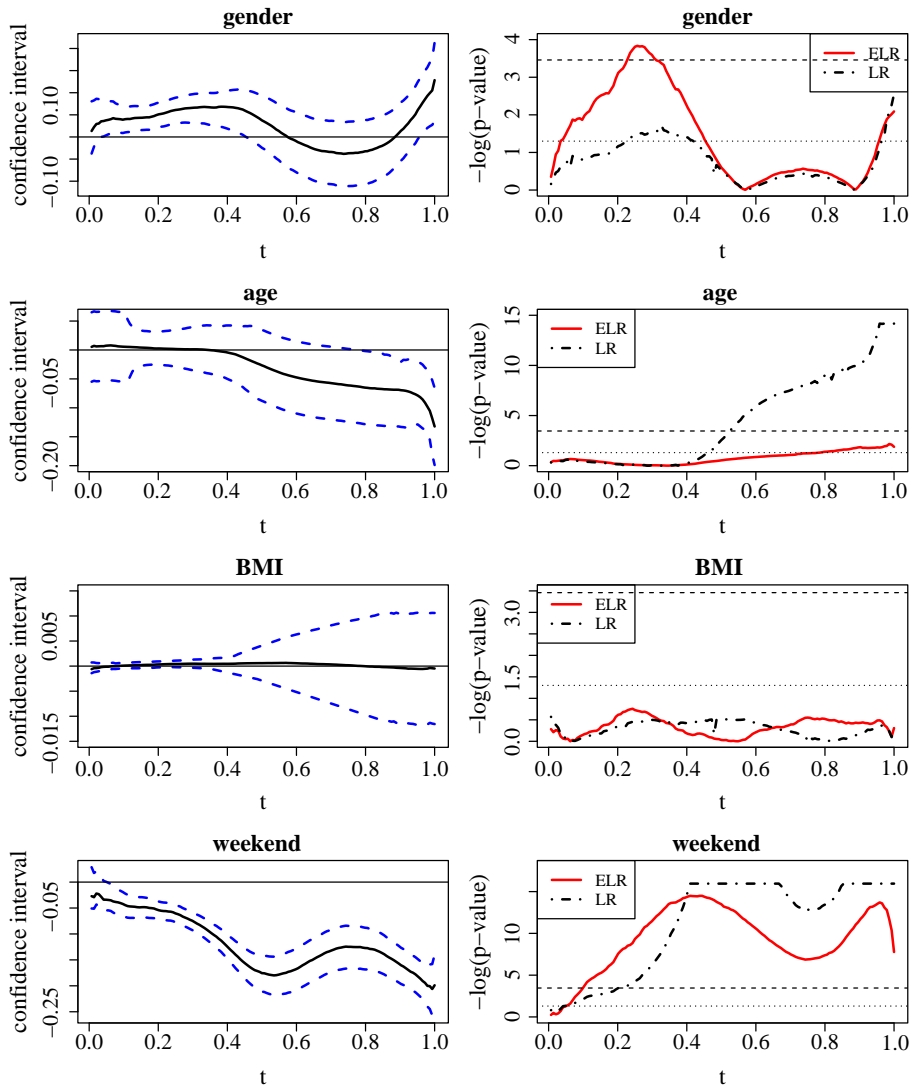 gender
confidence interval
−0.10
0.10
0.0
0.2
0.4
0.6
0.8
1.0
t
gender
−log(p−value)
0
1
2
3
4
0.0
0.2
0.4
0.6
0.8
1.0
t
ELR
LR
age
confidence interval
−0.20
−0.05
0.0
0.2
0.4
0.6
0.8
1.0
t
age
−log(p−value)
0
5
15
0.0
0.2
0.4
0.6
0.8
1.0
t
ELR
LR
BMI
confidence interval
−0.015
0.005
0.0
0.2
0.4
0.6
0.8
1.0
t
BMI
−log(p−value)
0.0
1.5
3.0
0.0
0.2
0.4
0.6
0.8
1.0
t
ELR
LR
weekend
confidence interval
−0.25
−0.05
0.0
0.2
0.4
0.6
0.8
1.0
t
weekend
−log(p−value)
0
5
10
0.0
0.2
0.4
0.6
0.8
1.0
t
ELR
LR